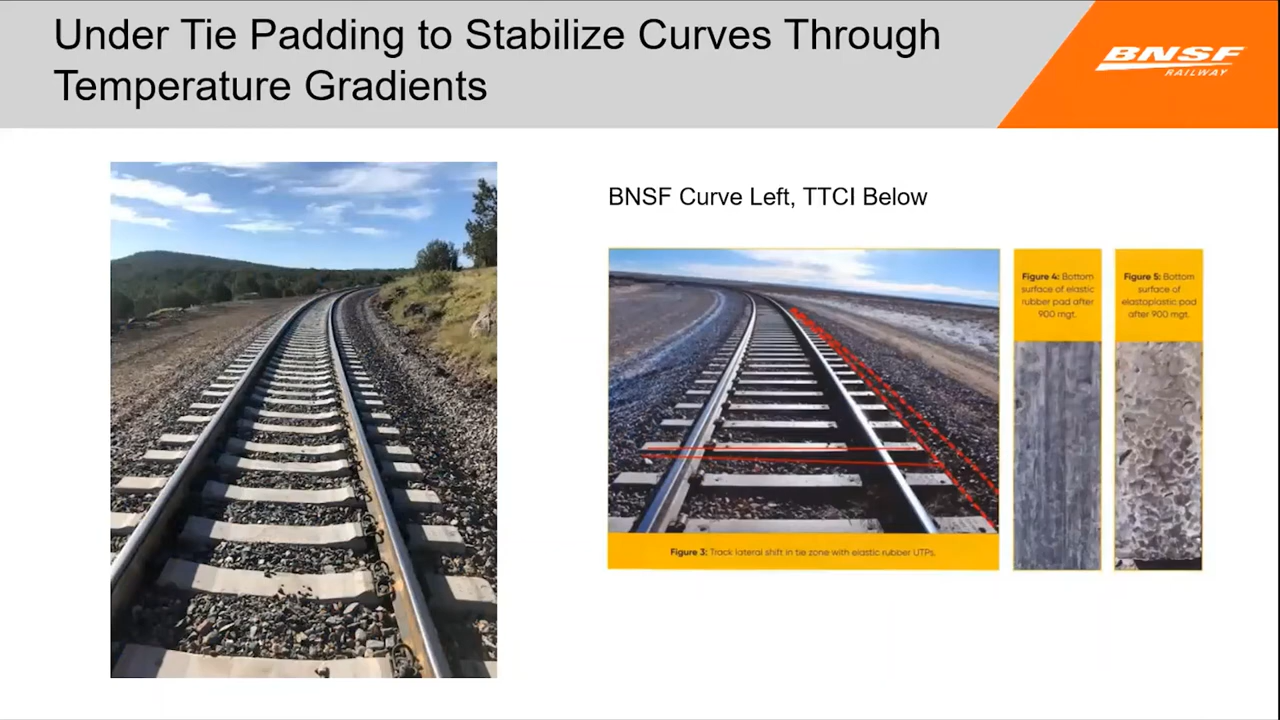 Under Tie Padding to Stabilize Curves Through
Temperature Gradients
BNSF
RAILWAY
BNSF Curve Left, TTCI Below
Figure 3: Track lateral shift in tie zone with elastic rubber UTPs.
Figure 4: Bottom
surface of elastic
rubber pad after
900 mgt.
Figure 5: Bottom
surface of
elastoplastic pad
after 900 mgt.